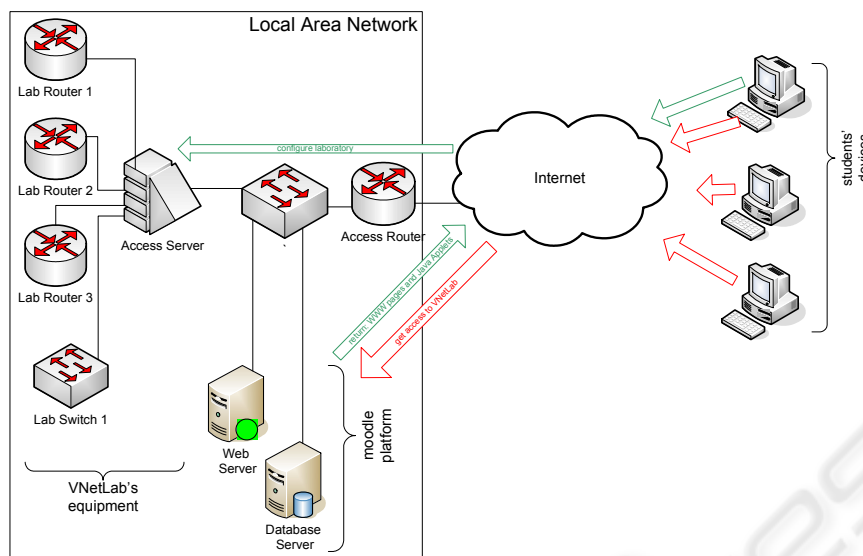 Local Area Network
Lab Router 1
Lab Router 2
Lab Router 3
Access Server
Access Router
configure laboratory
Internet
students'
devices
return: WWW pages and Java Applets
get access to VNetLab
Lab Switch 1
Web
Server
Database
Server
moodle
platform
VNetLab's
equipment